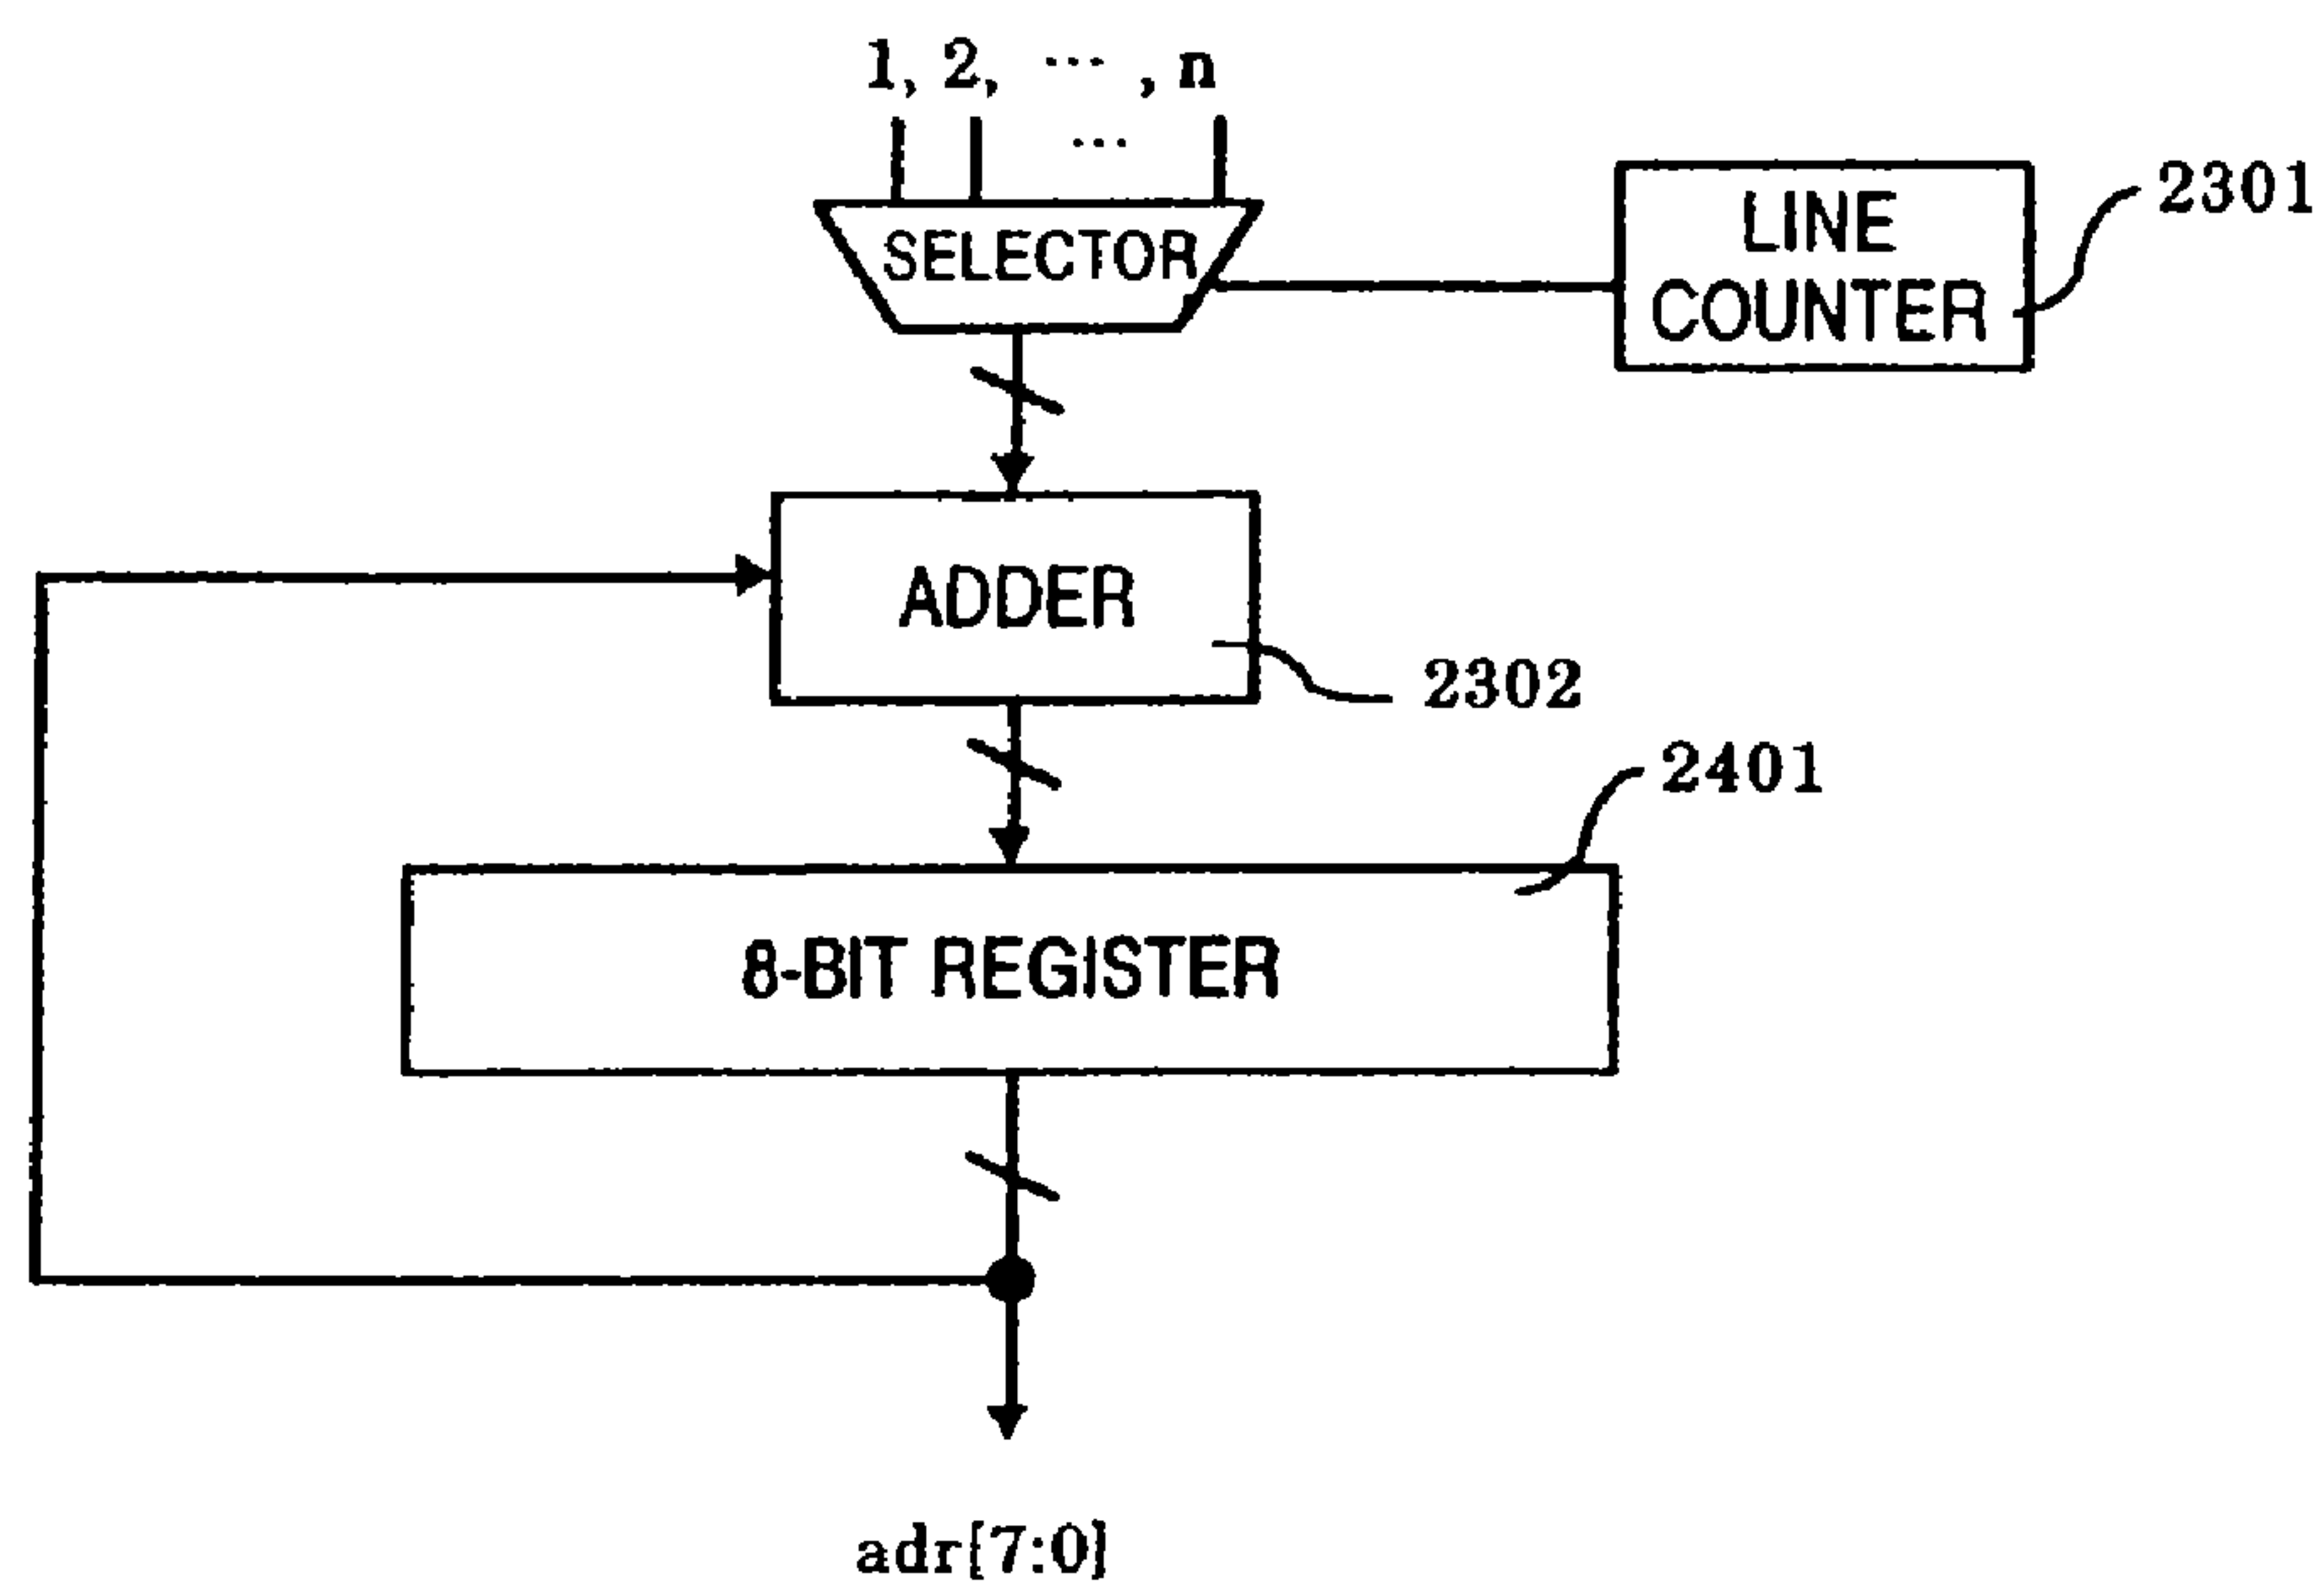 1, 2, ··· , n
···
SELECTOR
LINE
COUNTER
2301
ADDER
2302
2401
8-BIT REGISTER
adr[7:0]